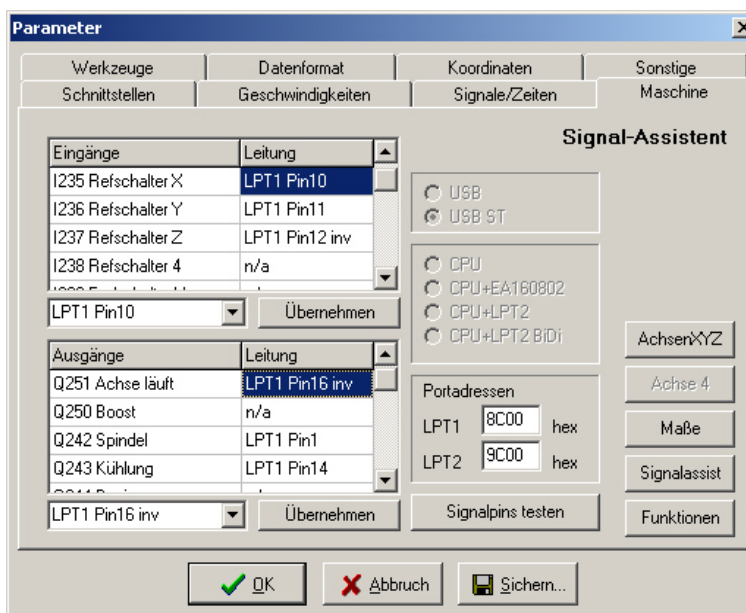 Parameter
Werkzeuge Datenformat Koordinaten Sonstige
Schnittstellen Geschwindigkeiten Signale/Zeiten Maschine
Signal-Assistent
Eingänge Leitung
I235 Refschalter X LPT1 Pin10
I236 Refschalter Y LPT1 Pin11
I237 Refschalter Z LPT1 Pin12 inv
I238 Refschalter 4 n/a
LPT1 Pin10 Übernehmen
Ausgänge Leitung
Q251 Achse läuft LPT1 Pin16 inv
Q250 Boost n/a
Q242 Spindel LPT1 Pin1
Q243 Kühlung LPT1 Pin14
LPT1 Pin16 inv Übernehmen
USB
USB ST
CPU
CPU+EA160802
CPU+LPT2
CPU+LPT2 BiDi
Portadressen
LPT1 8C00 hex
LPT2 9C00 hex
Signalpins testen
AchsenXYZ
Achse 4
Maße
Signalassist
Funktionen
OK Abbruch Sichern...